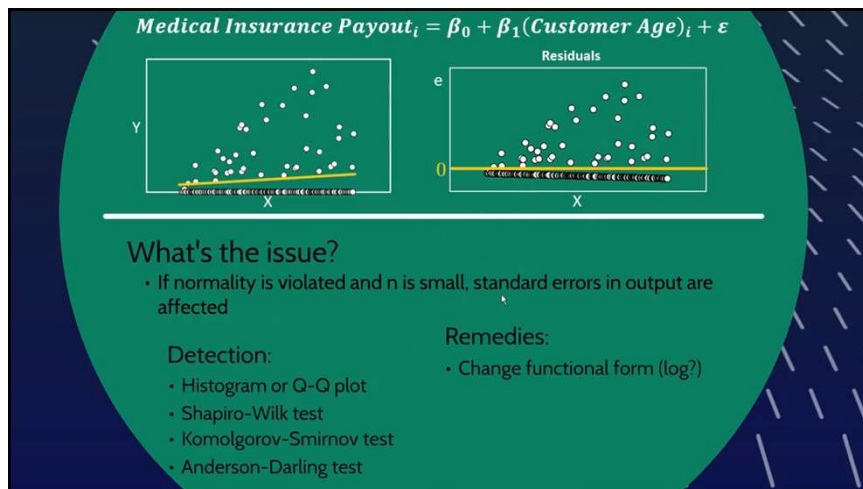 Medical Insurance Payoutᵢ = β₀ + β₁(Customer Age)ᵢ + ε
Y
X
Residuals
e
0
X
What's the issue?
• If normality is violated and n is small, standard errors in output are
affected
Detection:
• Histogram or Q-Q plot
• Shapiro-Wilk test
• Komolgorov-Smirnov test
• Anderson-Darling test
Remedies:
• Change functional form (log?)